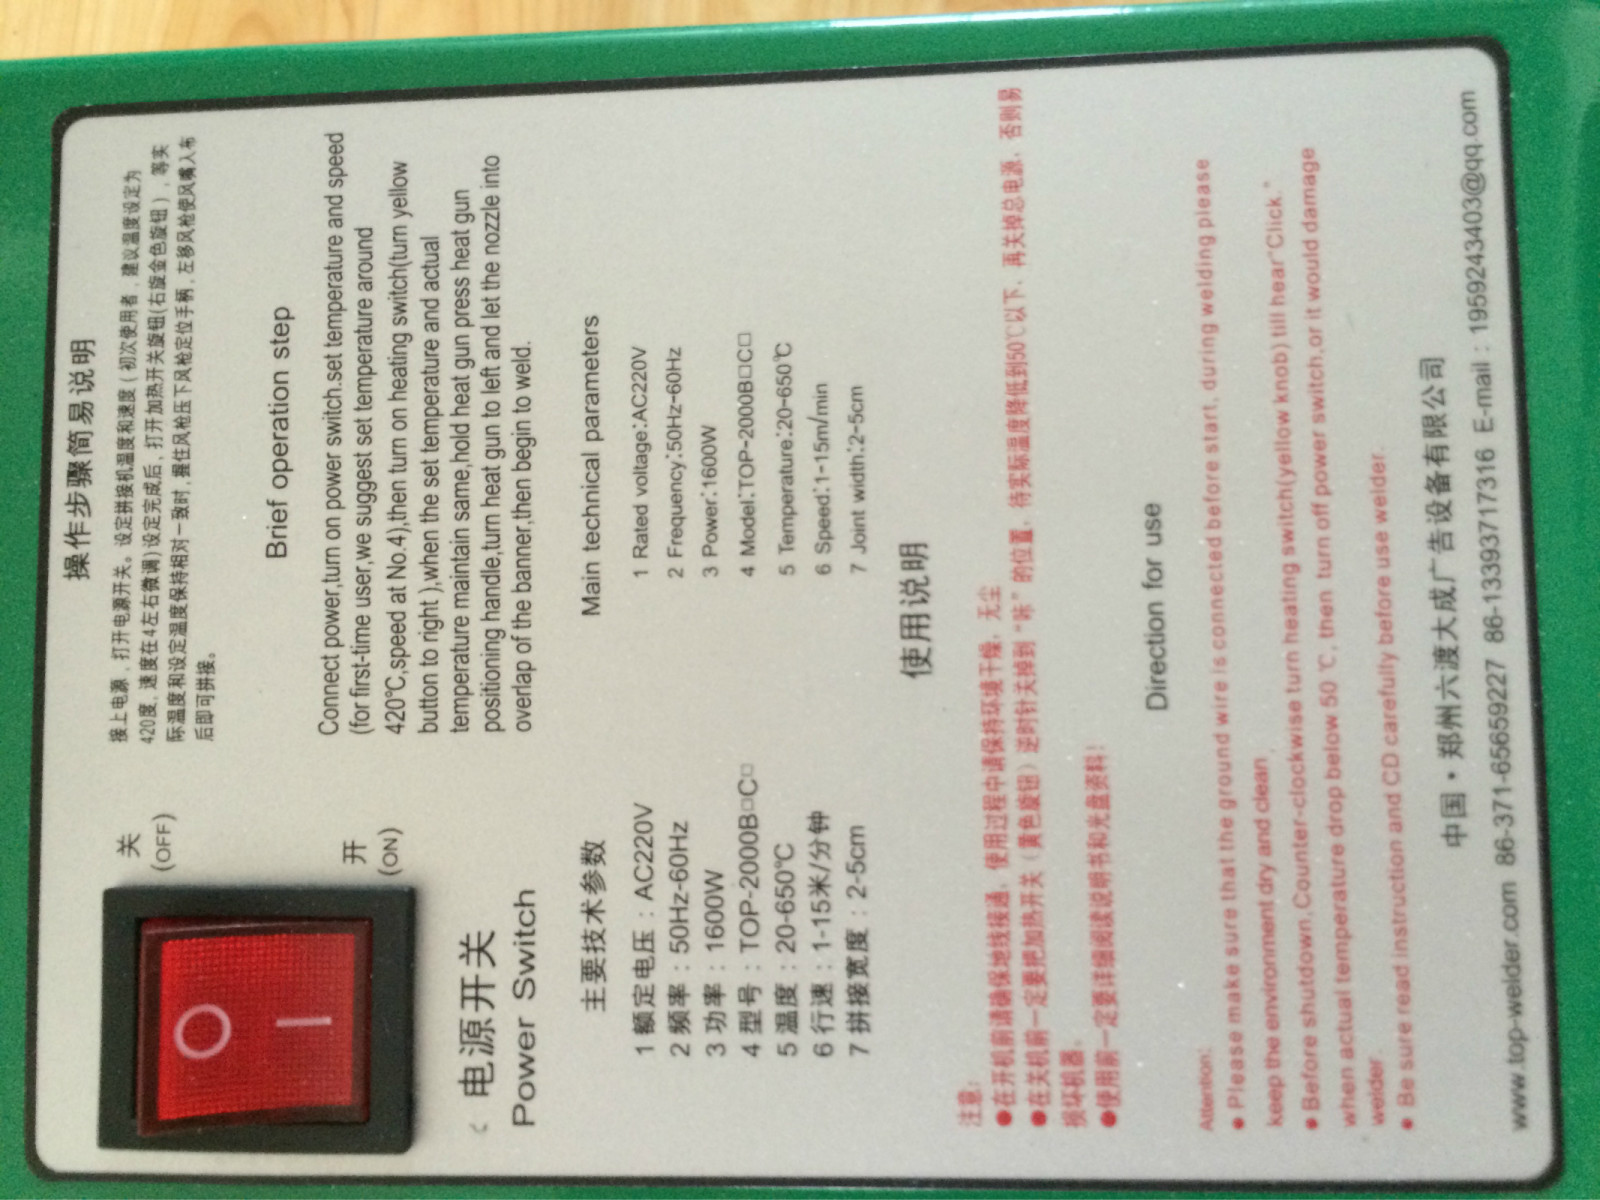 关
(OFF)
开
(ON)
电源开关
Power Switch
操作步骤简易说明
接上电源，打开电源开关。设定拼接机温度和速度（初次使用者，建议温度设定为
420度，速度在4左右微调)设定完成后，打开加热开关旋钮(右旋金色旋钮)，等实
际温度和设定温度保持相对一致时，握住风枪压下风枪定位手柄，左移风枪使风嘴入布
后即可拼接。
Brief operation step
Connect power,turn on power switch.set temperature and speed
(for first-time user,we suggest set temperature around
420℃,speed at No.4),then turn on heating switch(turn yellow
button to right ),when the set temperature and actual
temperature maintain same,hold heat gun press heat gun
positioning handle,turn heat gun to left and let the nozzle into
overlap of the banner,then begin to weld.
主要技术参数
1 额定电压：AC220V
2 频率：50Hz-60Hz
3 功率：1600W
4 型号：TOP-2000B□C□
5 温度：20-650℃
6 行速：1-15米/分钟
7 拼接宽度：2-5cm
Main technical parameters
1 Rated voltage:AC220V
2 Frequency:50Hz-60Hz
3 Power:1600W
4 Model:TOP-2000B□C□
5 Temperature:20-650℃
6 Speed:1-15m/min
7 Joint width:2-5cm
使用说明
注意:
●在开机前请确保地线接通，使用过程中请保持环境干燥，无尘
●在关机前一定要把加热开关（黄色旋钮）逆时针关掉到“咔”的位置，待实际温度降低到50℃以下，再关掉总电源，否则易
损坏机器。
●使用前一定要详细阅读说明书和光盘资料！
Direction for use
Attention:
● Please make sure that the ground wire is connected before start, during welding please
keep the environment dry and clean
● Before shutdown,Counter-clockwise turn heating switch(yellow knob) till hear"Click."
when actual temperature drop below 50 ℃, then turn off power switch,or it would damage
welder.
● Be sure read instruction and CD carefully before use welder.
中国·郑州六渡大成广告设备有限公司
www.top-welder.com 86-371-65659227 86-13393717316 E-mail：1959243403@qq.com